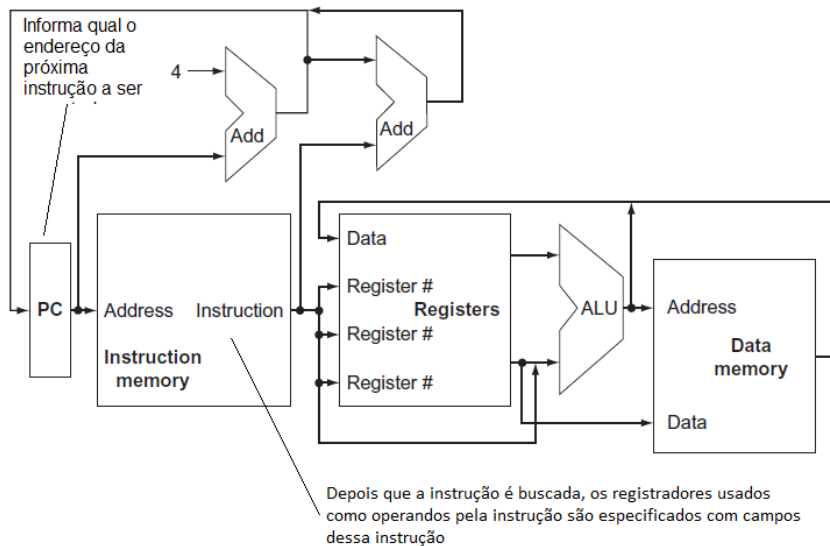 Informa qual o
endereço da
próxima
instrução a ser
4
Add
Add
Data
PC
Address
Instruction
Register #
Registers
ALU
Address
Register #
Instruction
memory
Data
memory
Register #
Data
Depois que a instrução é buscada, os registradores usados
como operandos pela instrução são especificados com campos
dessa instrução